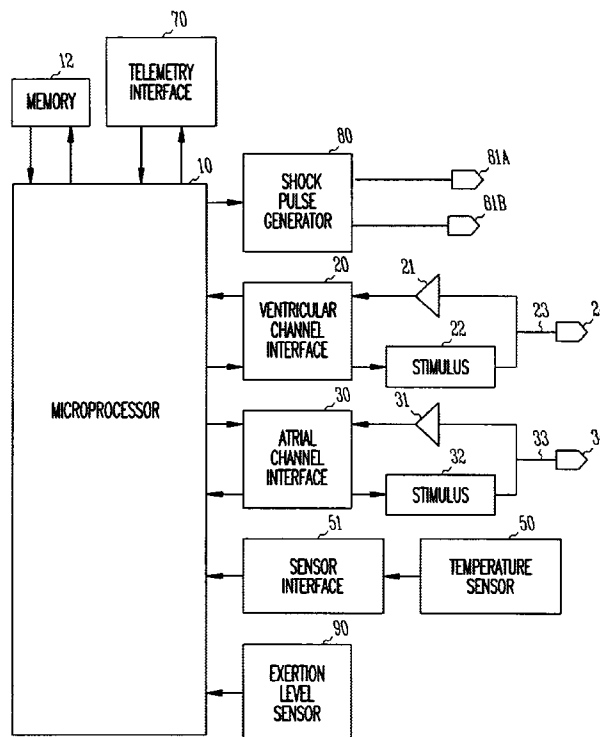 70
12
TELEMETRY
INTERFACE
MEMORY
10
80
81A
SHOCK
PULSE
GENERATOR
81B
20
21
VENTRICULAR
CHANNEL
INTERFACE
22
23
STIMULUS
MICROPROCESSOR
30
31
ATRIAL
CHANNEL
INTERFACE
32
33
STIMULUS
51
50
SENSOR
INTERFACE
TEMPERATURE
SENSOR
90
EXERTION
LEVEL
SENSOR